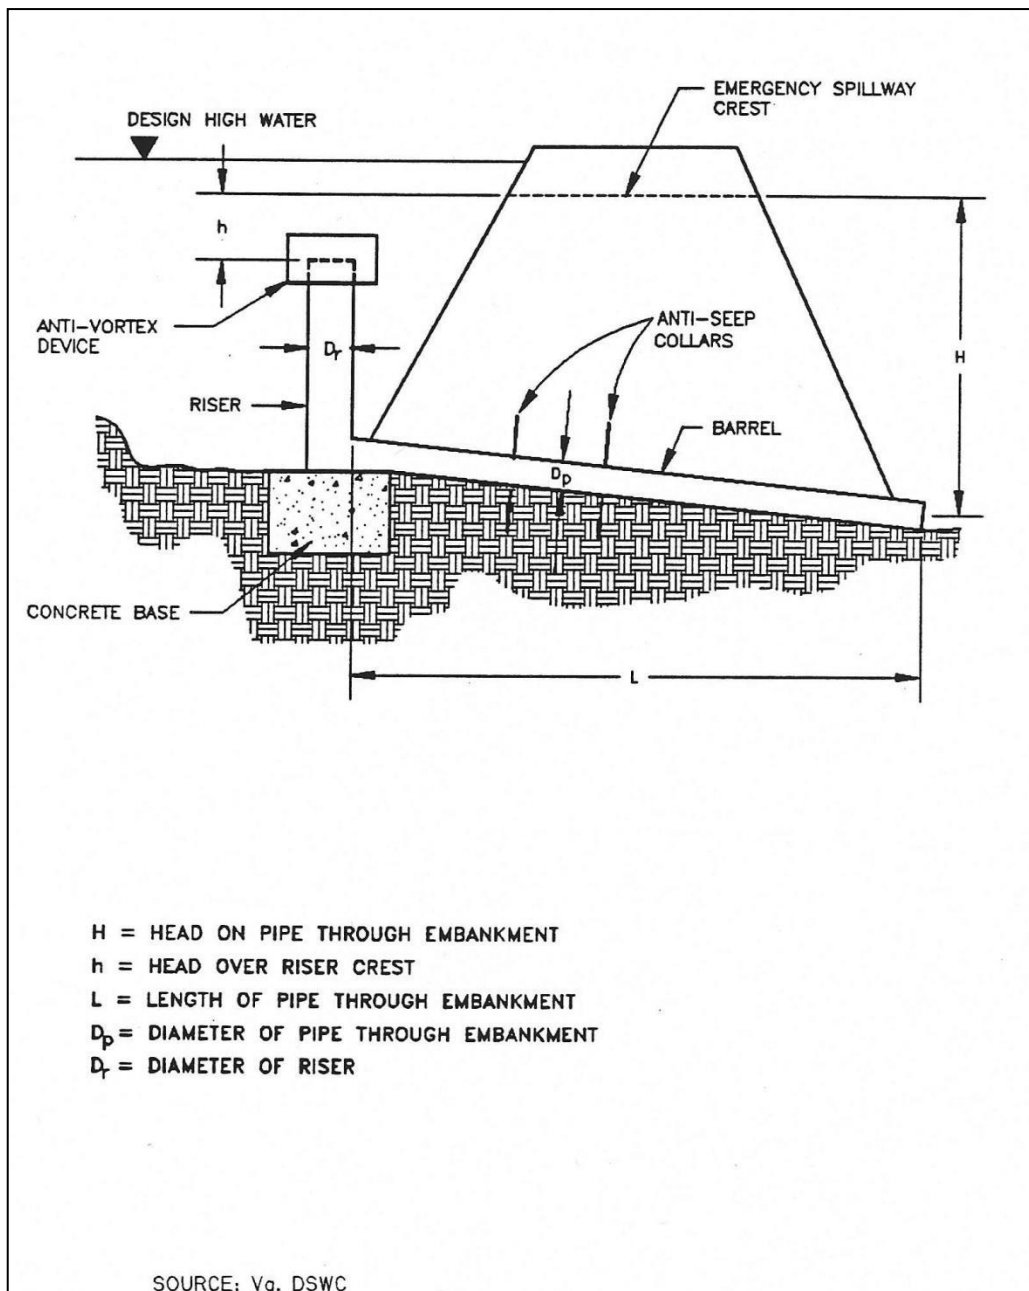 EMERGENCY SPILLWAY
CREST
DESIGN HIGH WATER
h
H
ANTI-VORTEX
DEVICE
Dr
ANTI-SEEP
COLLARS
RISER
BARREL
Dp
CONCRETE BASE
L
H = HEAD ON PIPE THROUGH EMBANKMENT
h = HEAD OVER RISER CREST
L = LENGTH OF PIPE THROUGH EMBANKMENT
Dp = DIAMETER OF PIPE THROUGH EMBANKMENT
Dr = DIAMETER OF RISER
SOURCE: Va. DSWC